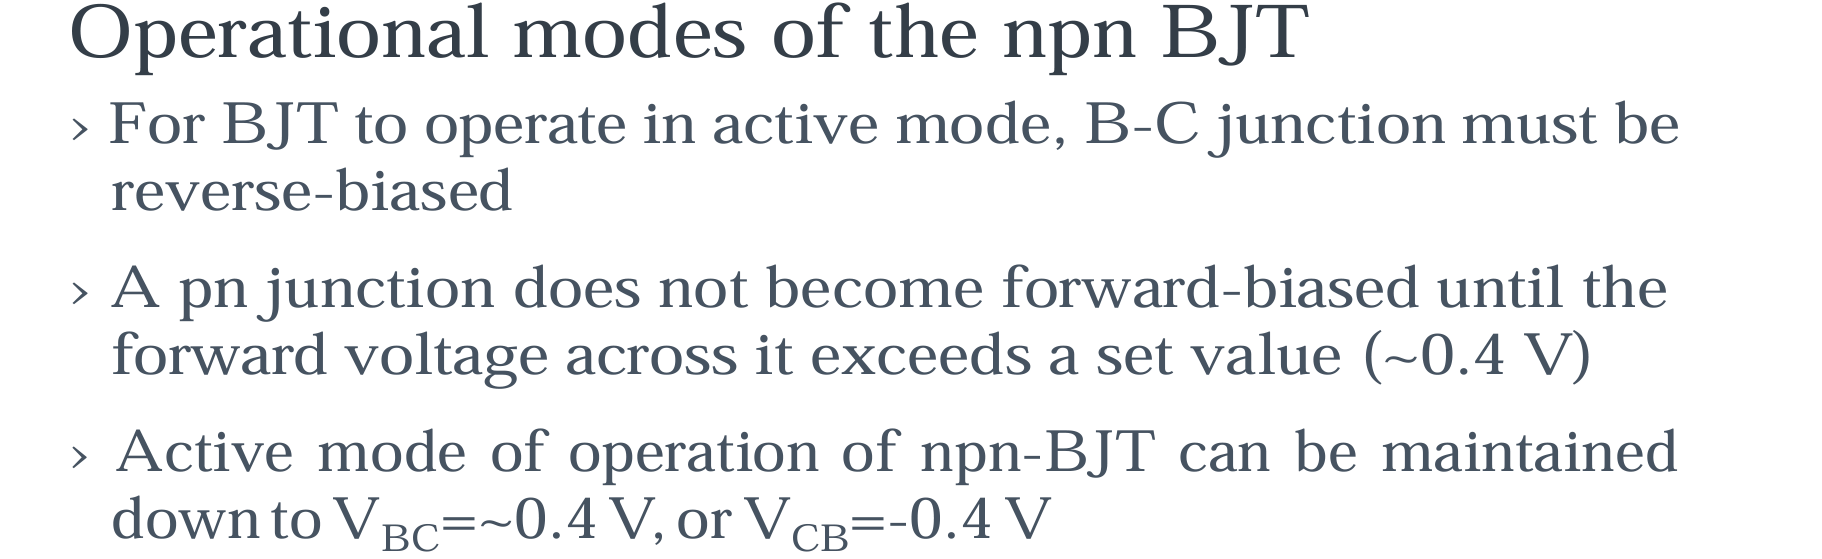 Operational modes of the npn BJT
› For BJT to operate in active mode, B-C junction must be
reverse-biased
› A pn junction does not become forward-biased until the
forward voltage across it exceeds a set value (~0.4 V)
› Active mode of operation of npn-BJT can be maintained
down to V_BC=~0.4 V, or V_CB=-0.4 V